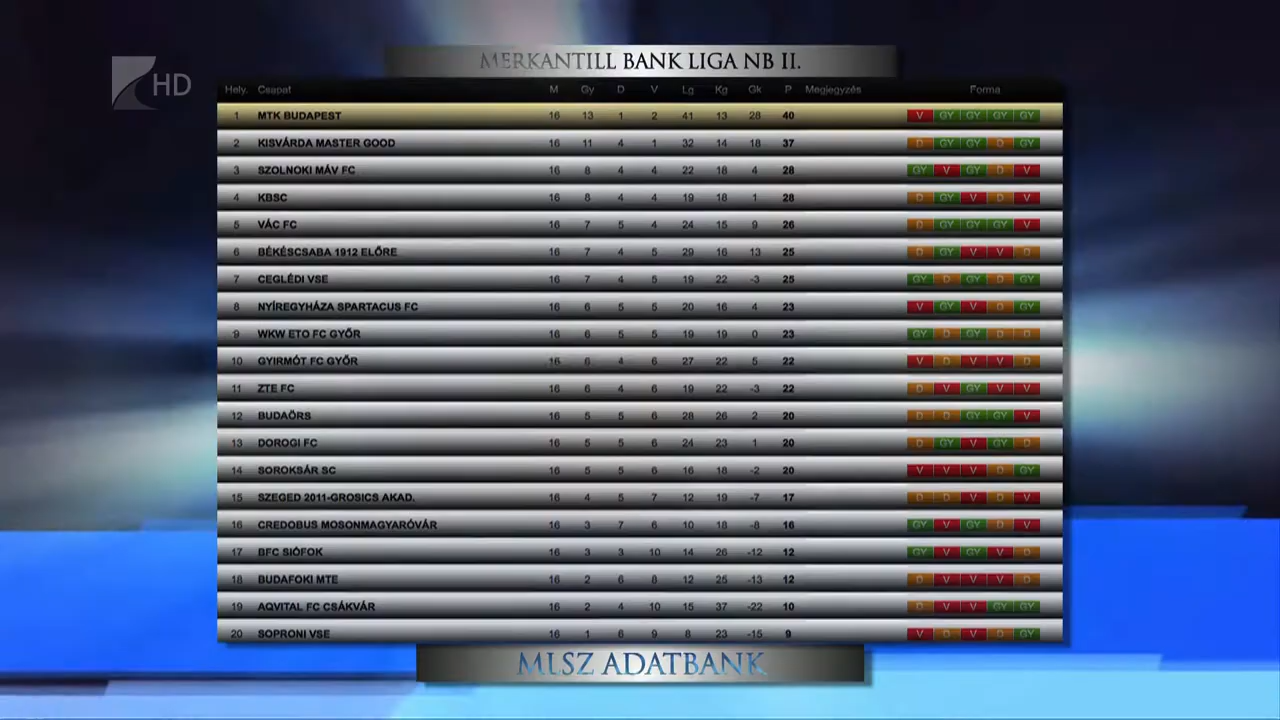 MERKANTILL BANK LIGA NB II.
HD
Hely. Csapat M Gy D V Lg Kg Gk P Megjegyzés Forma
1 MTK BUDAPEST 16 13 1 2 41 13 28 40 V GY GY GY GY
2 KISVÁRDA MASTER GOOD 16 11 4 1 32 14 18 37 D GY GY D GY
3 SZOLNOKI MÁV FC 16 8 4 4 22 18 4 28 GY V GY D V
4 KBSC 16 8 4 4 19 18 1 28 D GY V D V
5 VÁC FC 16 7 5 4 24 15 9 26 D GY GY GY V
6 BÉKÉSCSABA 1912 ELŐRE 16 7 4 5 29 16 13 25 D GY V V D
7 CEGLÉDI VSE 16 7 4 5 19 22 -3 25 GY D GY D GY
8 NYÍREGYHÁZA SPARTACUS FC 16 6 5 5 20 16 4 23 V GY V D GY
9 WKW ETO FC GYŐR 16 6 5 5 19 19 0 23 GY D GY D D
10 GYIRMÓT FC GYŐR 16 6 4 6 27 22 5 22 V D V V D
11 ZTE FC 16 6 4 6 19 22 -3 22 D V GY V V
12 BUDAÖRS 16 5 5 6 28 26 2 20 D D GY GY V
13 DOROGI FC 16 5 5 6 24 23 1 20 D GY V GY D
14 SOROKSÁR SC 16 5 5 6 16 18 -2 20 V V V D GY
15 SZEGED 2011-GROSICS AKAD. 16 4 5 7 12 19 -7 17 D D V D V
16 CREDOBUS MOSONMAGYARÓVÁR 16 3 7 6 10 18 -8 16 GY V GY D V
17 BFC SIÓFOK 16 3 3 10 14 26 -12 12 GY V GY V D
18 BUDAFOKI MTE 16 2 6 8 12 25 -13 12 D V V V D
19 AQVITAL FC CSÁKVÁR 16 2 4 10 15 37 -22 10 D V V GY GY
20 SOPRONI VSE 16 1 6 9 8 23 -15 9 V D V D GY
MLSZ ADATBANK